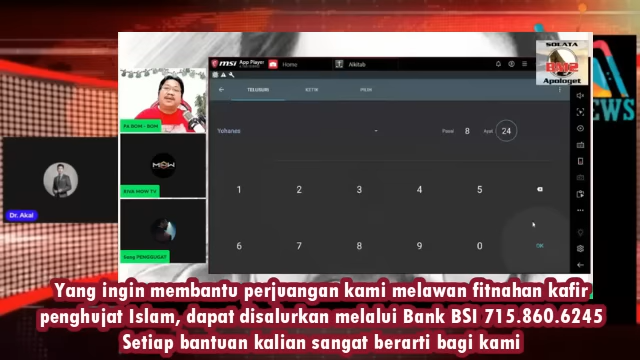 SOLATA
Apologet
msi App Player
Home
Alkitab
NEWS
TELUSURI
KETIK
PILIH
Yohanes
-
Pasal 8 Ayat 24
1 2 3 4 5
6 7 8 9 0 OK
Dr. Akal
Yang ingin membantu perjuangan kami melawan fitnahan kafir
penghujat Islam, dapat disalurkan melalui Bank BSI 715.860.6245
Setiap bantuan kalian sangat berarti bagi kami